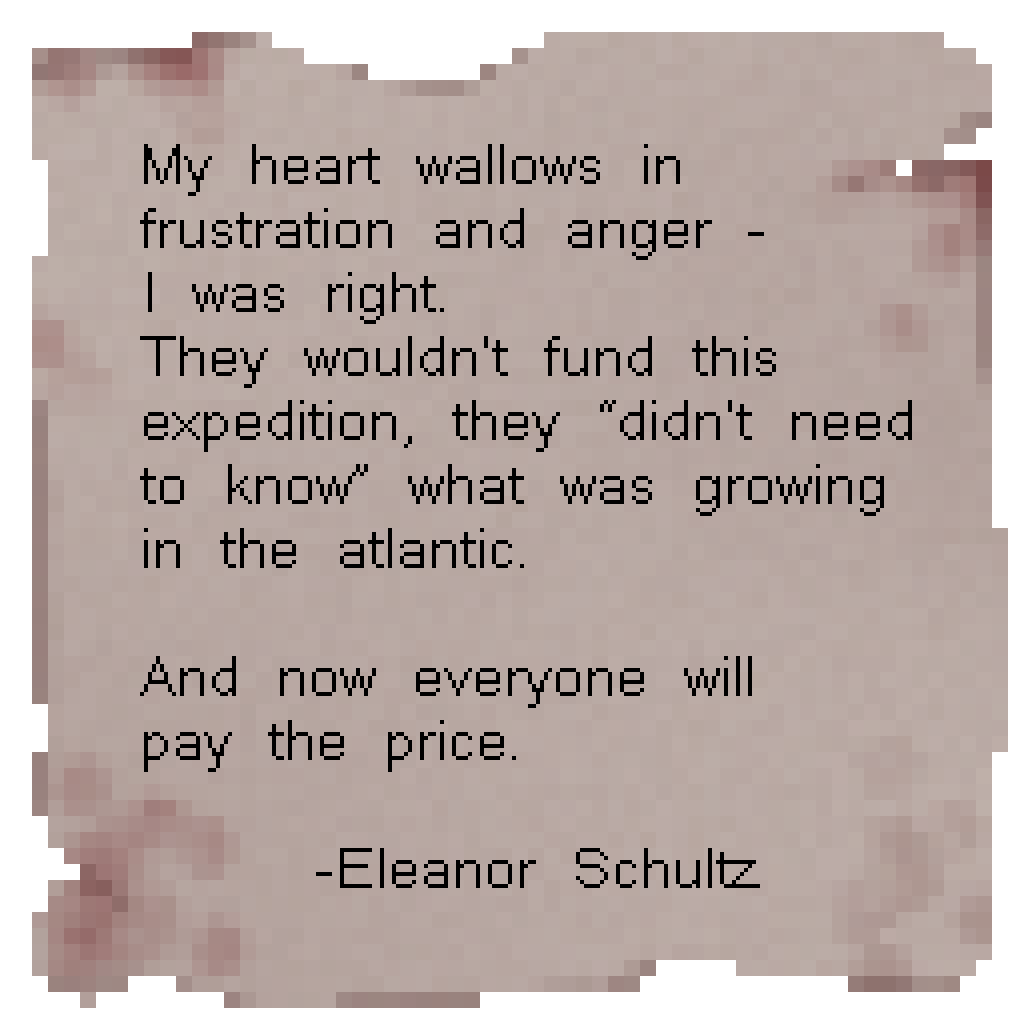 My heart wallows in
frustration and anger -
I was right.
They wouldn't fund this
expedition, they “didn't need
to know” what was growing
in the atlantic.
And now everyone will
pay the price.
-Eleanor Schultz